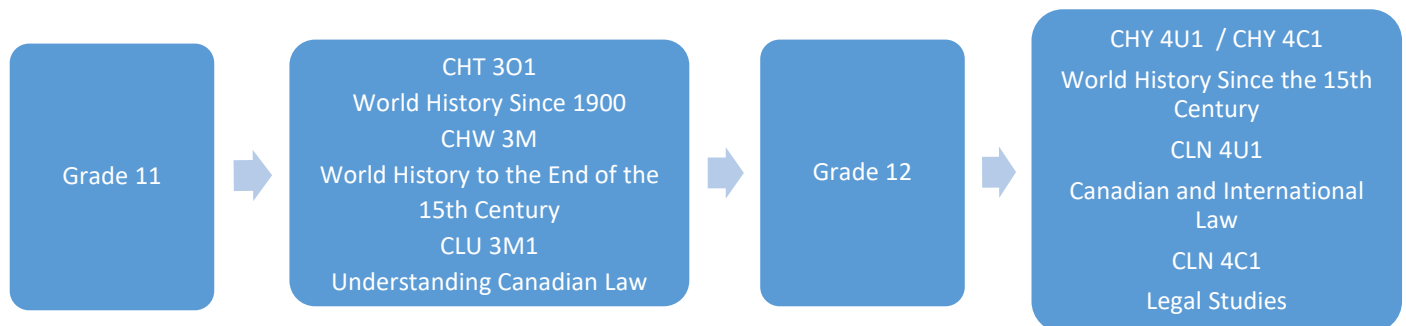 Grade 11
CHT 3O1
World History Since 1900
CHW 3M
World History to the End of the
15th Century
CLU 3M1
Understanding Canadian Law
Grade 12
CHY 4U1 / CHY 4C1
World History Since the 15th
Century
CLN 4U1
Canadian and International
Law
CLN 4C1
Legal Studies